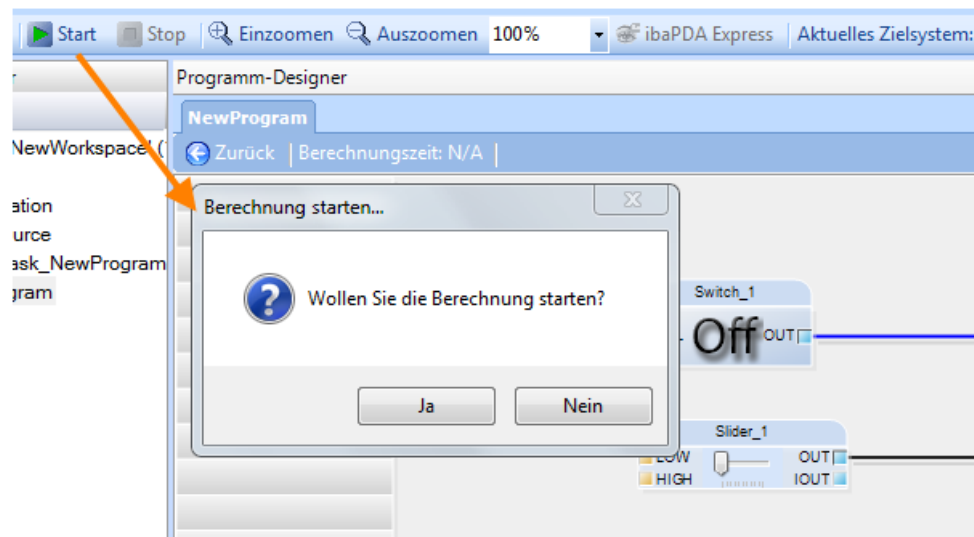 Start Stop Einzoomen Auszoomen 100% ibaPDA Express Aktuelles Zielsystem:
Programm-Designer
NewProgram
NewWorkspace' (
Zurück Berechnungszeit: N/A
ation
urce
ask_NewProgram
gram
Berechnung starten...
Wollen Sie die Berechnung starten?
Ja Nein
Switch_1
Off OUT
Slider_1
LOW OUT
HIGH IOUT